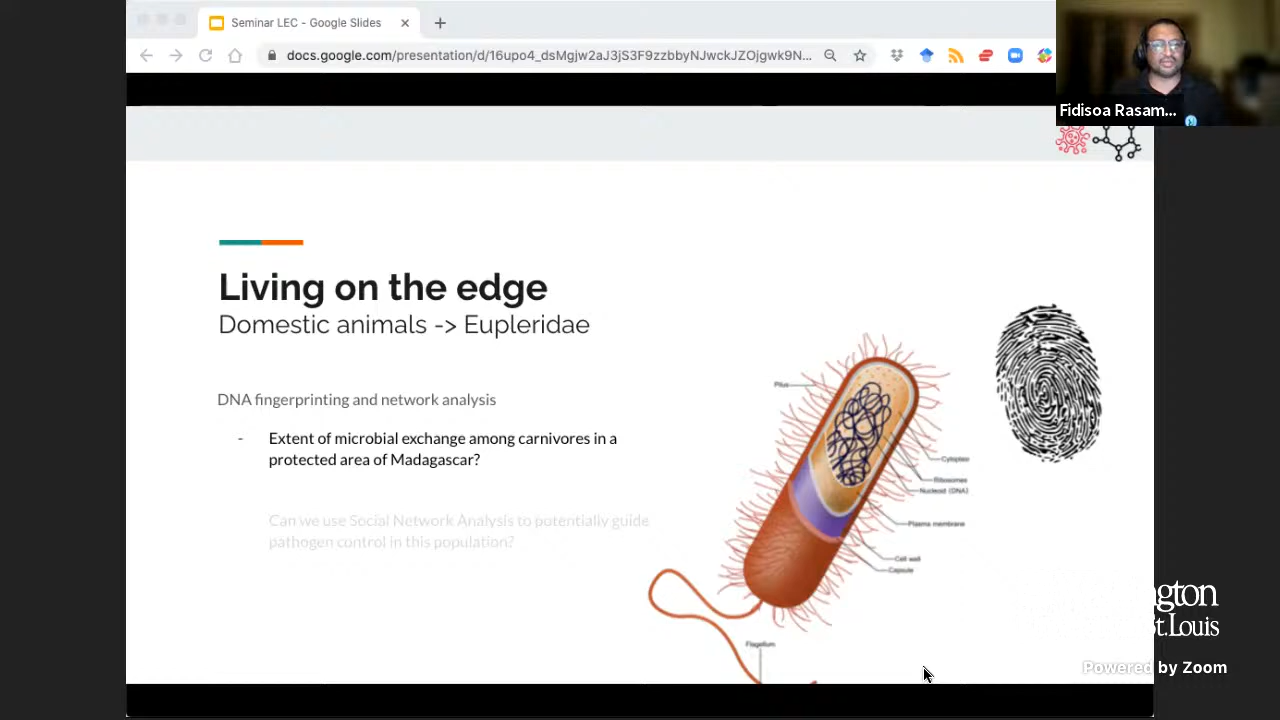 Seminar LEC - Google Slides
docs.google.com/presentation/d/16upo4_dsMgjw2aJ3jS3F9zzbbyNJwckJZOjgwk9N...
Fidisoa Rasam...
Living on the edge
Domestic animals -> Eupleridae
DNA fingerprinting and network analysis
- Extent of microbial exchange among carnivores in a
protected area of Madagascar?
Can we use Social Network Analysis to potentially guide
pathogen control in this population?
Pilus
Cytoplasm
Ribosomes
Nucleoid (DNA)
Plasma membrane
Cell wall
Capsule
Flagellum
ngton
St.Louis
Powered by Zoom